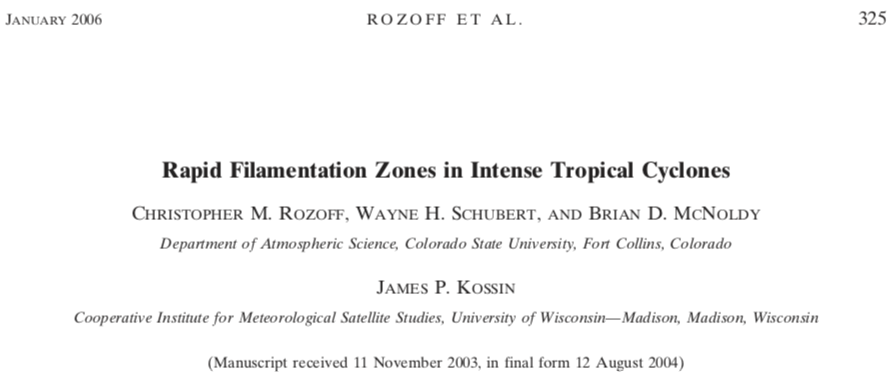 JANUARY 2006 ROZOFF ET AL. 325
Rapid Filamentation Zones in Intense Tropical Cyclones
CHRISTOPHER M. ROZOFF, WAYNE H. SCHUBERT, AND BRIAN D. MCNOLDY
Department of Atmospheric Science, Colorado State University, Fort Collins, Colorado
JAMES P. KOSSIN
Cooperative Institute for Meteorological Satellite Studies, University of Wisconsin—Madison, Madison, Wisconsin
(Manuscript received 11 November 2003, in final form 12 August 2004)